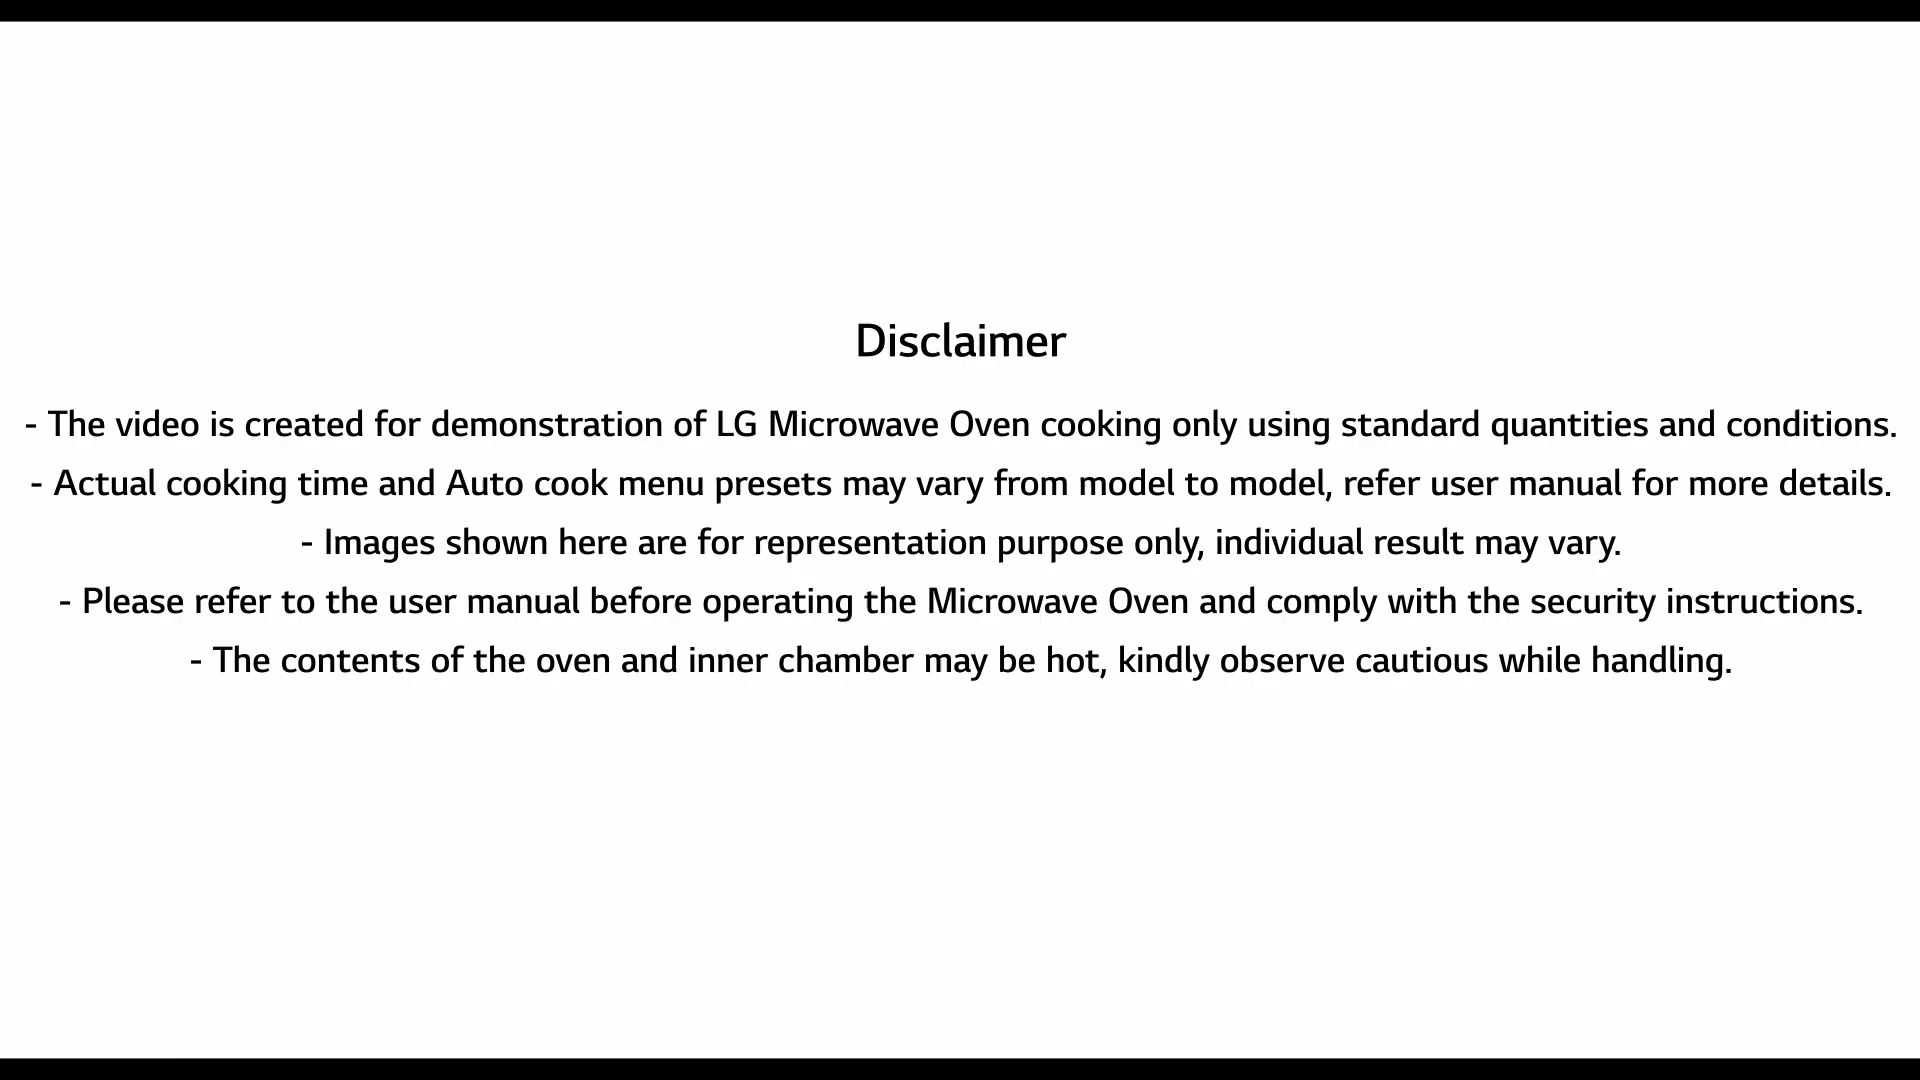 Disclaimer
- The video is created for demonstration of LG Microwave Oven cooking only using standard quantities and conditions.
- Actual cooking time and Auto cook menu presets may vary from model to model, refer user manual for more details.
- Images shown here are for representation purpose only, individual result may vary.
- Please refer to the user manual before operating the Microwave Oven and comply with the security instructions.
- The contents of the oven and inner chamber may be hot, kindly observe cautious while handling.